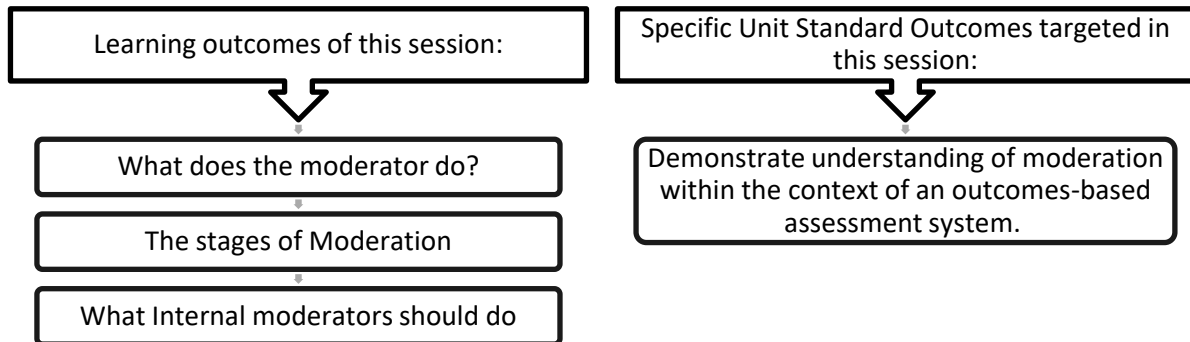 Learning outcomes of this session:
What does the moderator do?
The stages of Moderation
What Internal moderators should do
Specific Unit Standard Outcomes targeted in
this session:
Demonstrate understanding of moderation
within the context of an outcomes-based
assessment system.